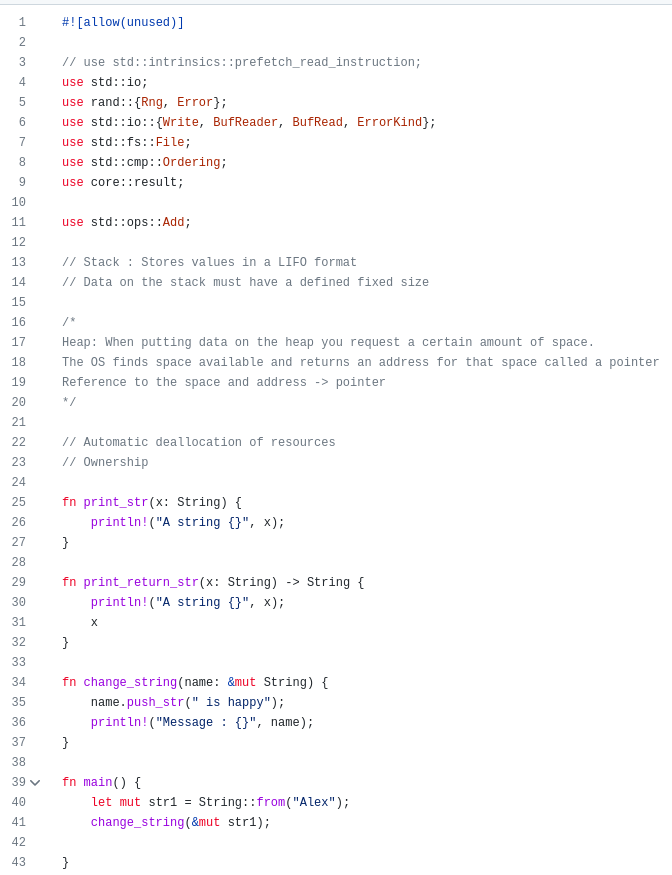 1 #![allow(unused)]
2
3 // use std::intrinsics::prefetch_read_instruction;
4 use std::io;
5 use rand::{Rng, Error};
6 use std::io::{Write, BufReader, BufRead, ErrorKind};
7 use std::fs::File;
8 use std::cmp::Ordering;
9 use core::result;
10
11 use std::ops::Add;
12
13 // Stack : Stores values in a LIFO format
14 // Data on the stack must have a defined fixed size
15
16 /*
17 Heap: When putting data on the heap you request a certain amount of space.
18 The OS finds space available and returns an address for that space called a pointer
19 Reference to the space and address -> pointer
20 */
21
22 // Automatic deallocation of resources
23 // Ownership
24
25 fn print_str(x: String) {
26     println!("A string {}", x);
27 }
28
29 fn print_return_str(x: String) -> String {
30     println!("A string {}", x);
31     x
32 }
33
34 fn change_string(name: &mut String) {
35     name.push_str(" is happy");
36     println!("Message : {}", name);
37 }
38
39 fn main() {
40     let mut str1 = String::from("Alex");
41     change_string(&mut str1);
42
43 }